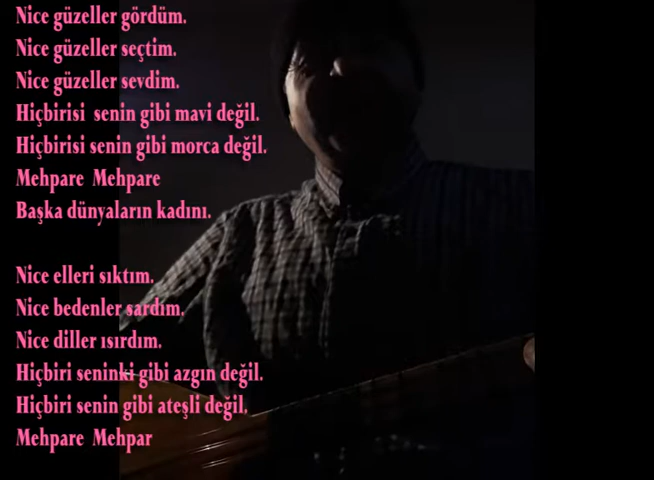 Nice güzeller gördüm.
Nice güzeller seçtim.
Nice güzeller sevdim.
Hiçbirisi senin gibi mavi değil.
Hiçbirisi senin gibi morca değil.
Mehpare Mehpare
Başka dünyaların kadını.
Nice elleri sıktım.
Nice bedenler sardım.
Nice diller ısırdım.
Hiçbiri seninki gibi azgın değil.
Hiçbiri senin gibi ateşli değil.
Mehpare Mehpar